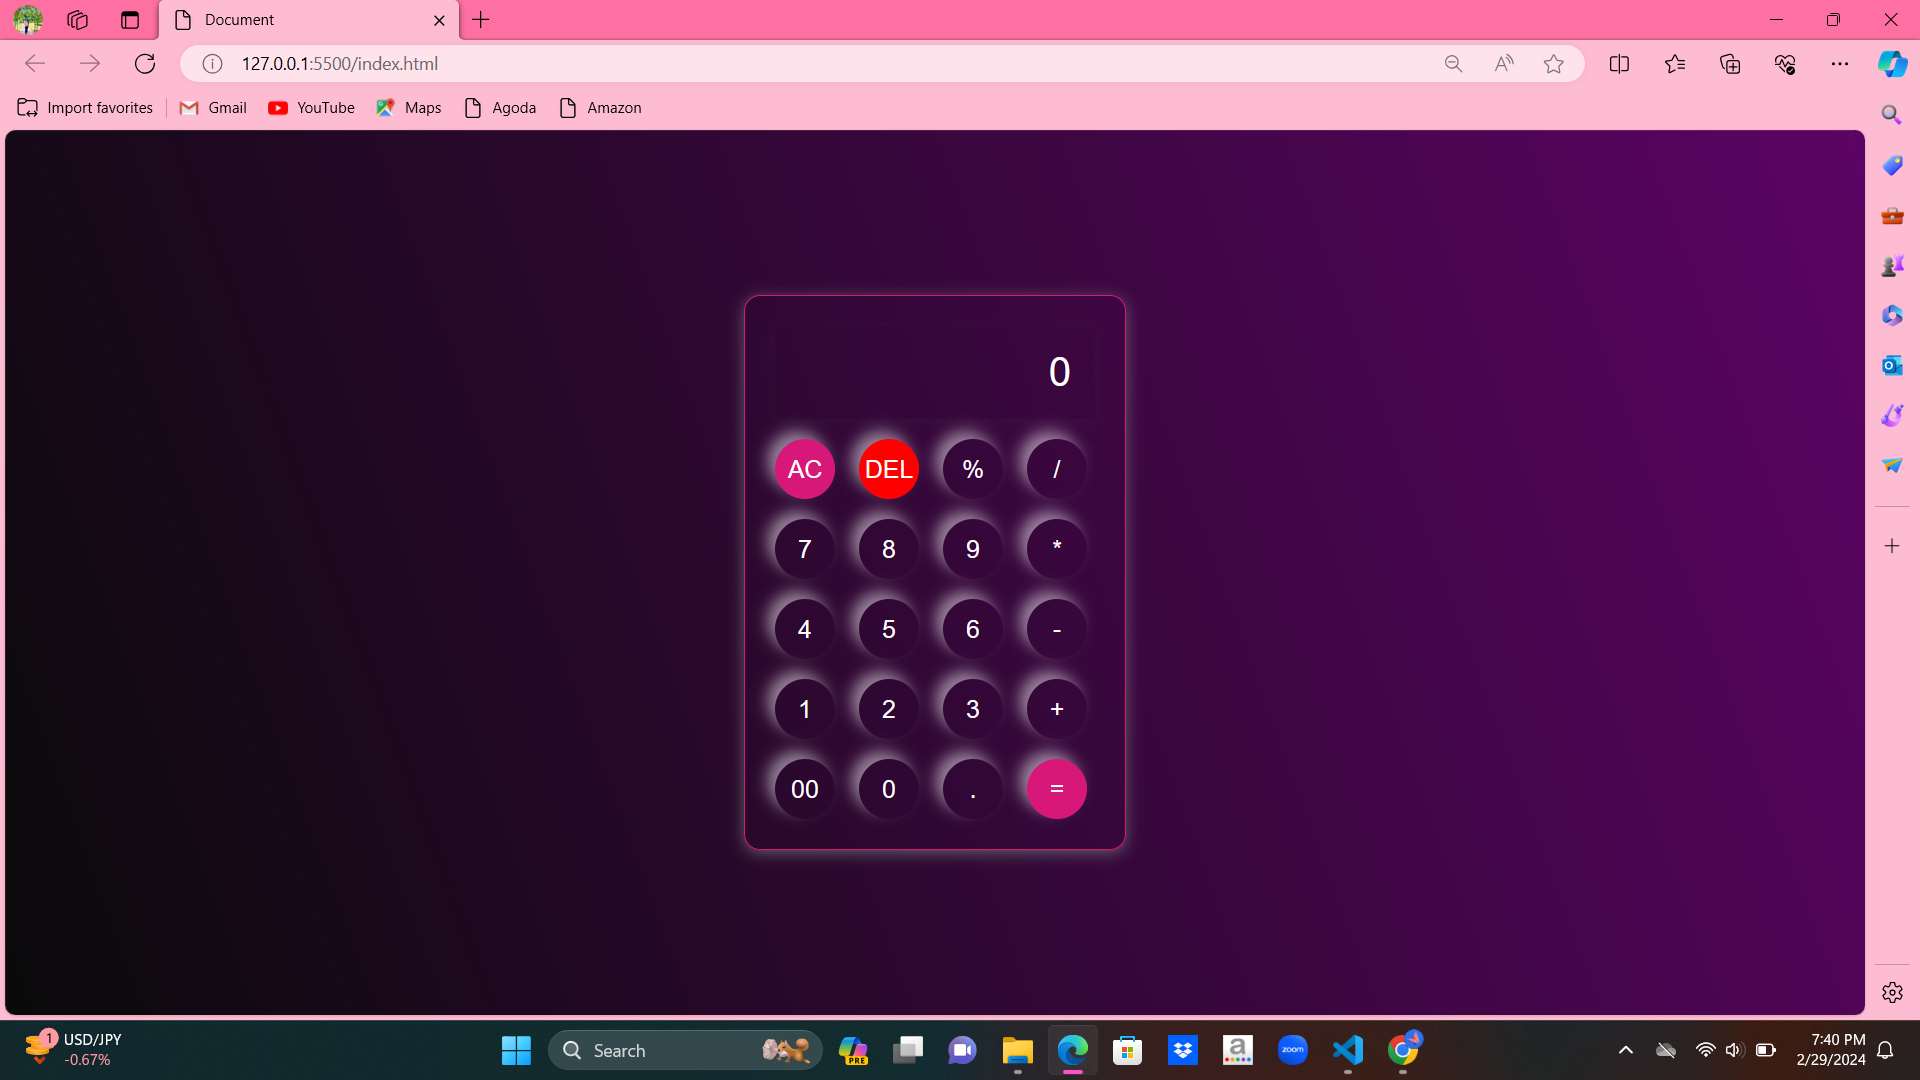 Document
127.0.0.1:5500/index.html
Import favorites Gmail YouTube Maps Agoda Amazon
0
AC DEL % /
7 8 9 *
4 5 6 -
1 2 3 +
00 0 . =
1 USD/JPY
-0.67%
Search
PRE
a
zoom
7:40 PM
2/29/2024